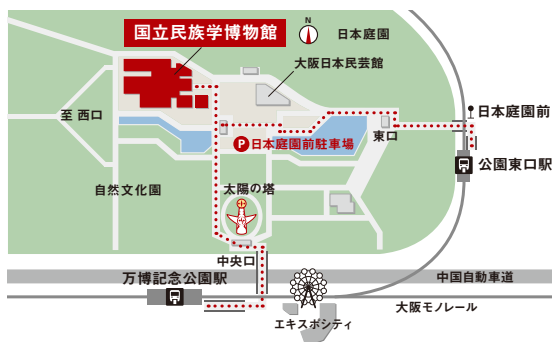 国立民族学博物館
N
日本庭園
大阪日本民芸館
至 西口
日本庭園前
東口
P 日本庭園前駐車場
公園東口駅
自然文化園
太陽の塔
中央口
万博記念公園駅
中国自動車道
大阪モノレール
エキスポシティ